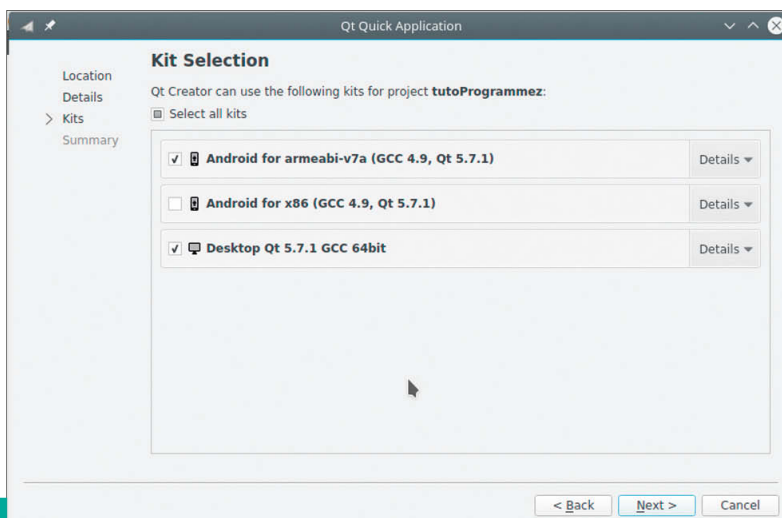 Qt Quick Application
Location
Details
Kits
Summary
Kit Selection
Qt Creator can use the following kits for project tutoProgrammez:
Select all kits
Android for armeabi-v7a (GCC 4.9, Qt 5.7.1)
Details
Android for x86 (GCC 4.9, Qt 5.7.1)
Details
Desktop Qt 5.7.1 GCC 64bit
Details
< Back
Next >
Cancel